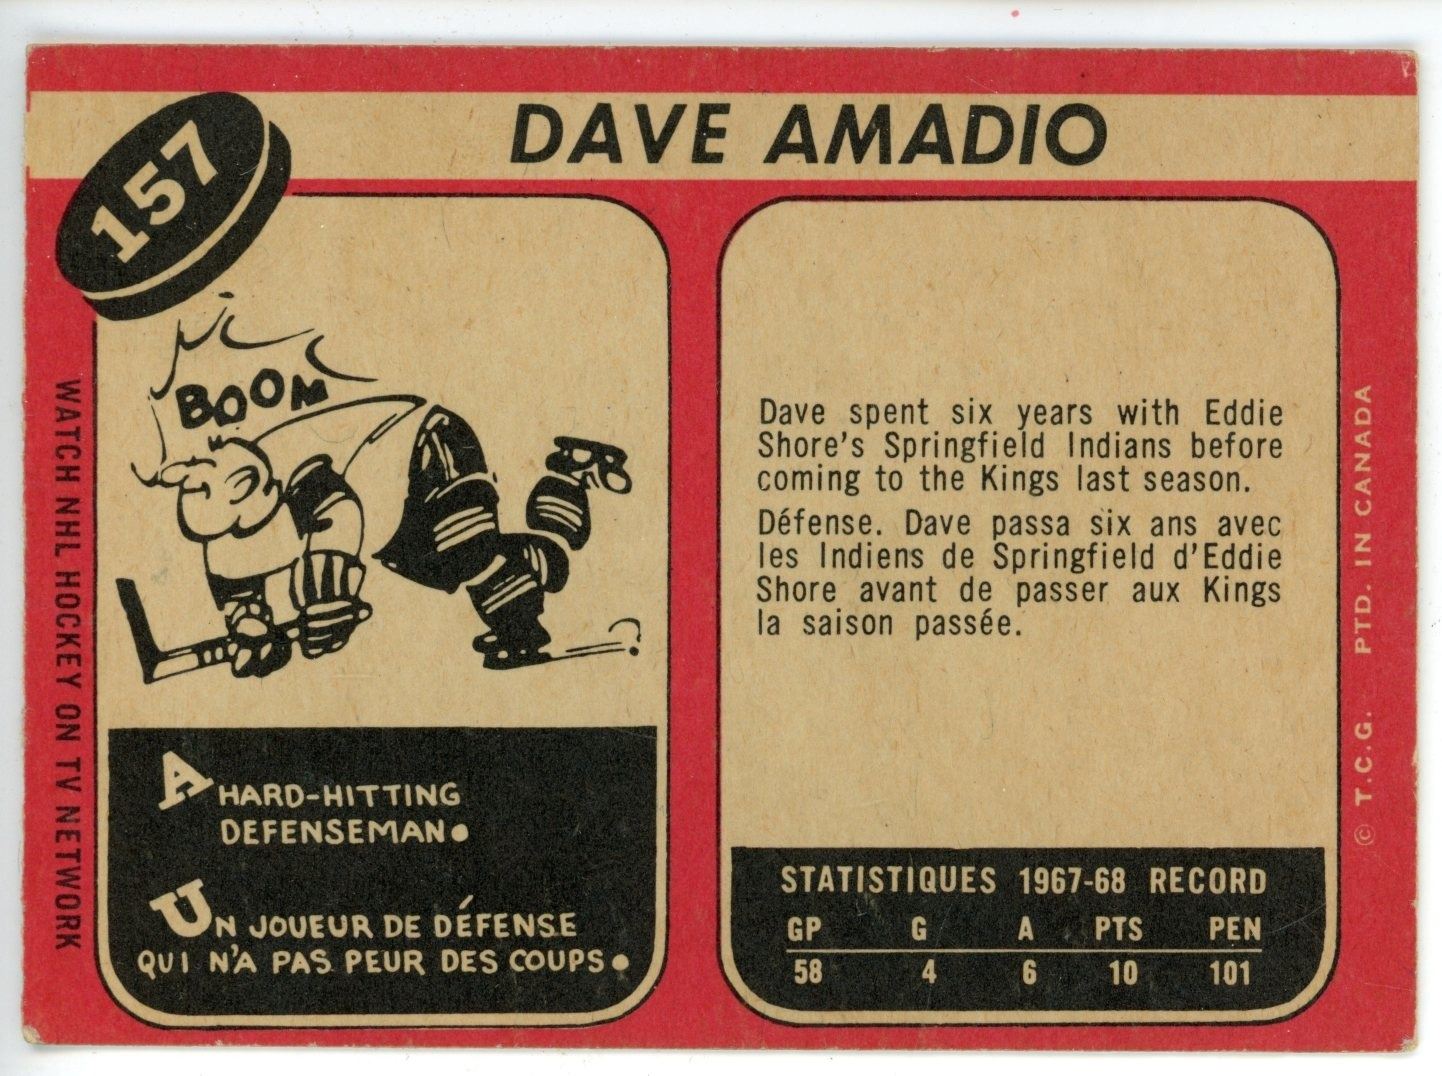 157
DAVE AMADIO
BOOM
A HARD-HITTING
DEFENSEMAN.
UN JOUEUR DE DÉFENSE
QUI N'A PAS PEUR DES COUPS.
WATCH NHL HOCKEY ON TV NETWORK
Dave spent six years with Eddie
Shore's Springfield Indians before
coming to the Kings last season.
Défense. Dave passa six ans avec
les Indiens de Springfield d'Eddie
Shore avant de passer aux Kings
la saison passée.
STATISTIQUES 1967-68 RECORD
GP G A PTS PEN
58 4 6 10 101
© T.C.G. PTD. IN CANADA